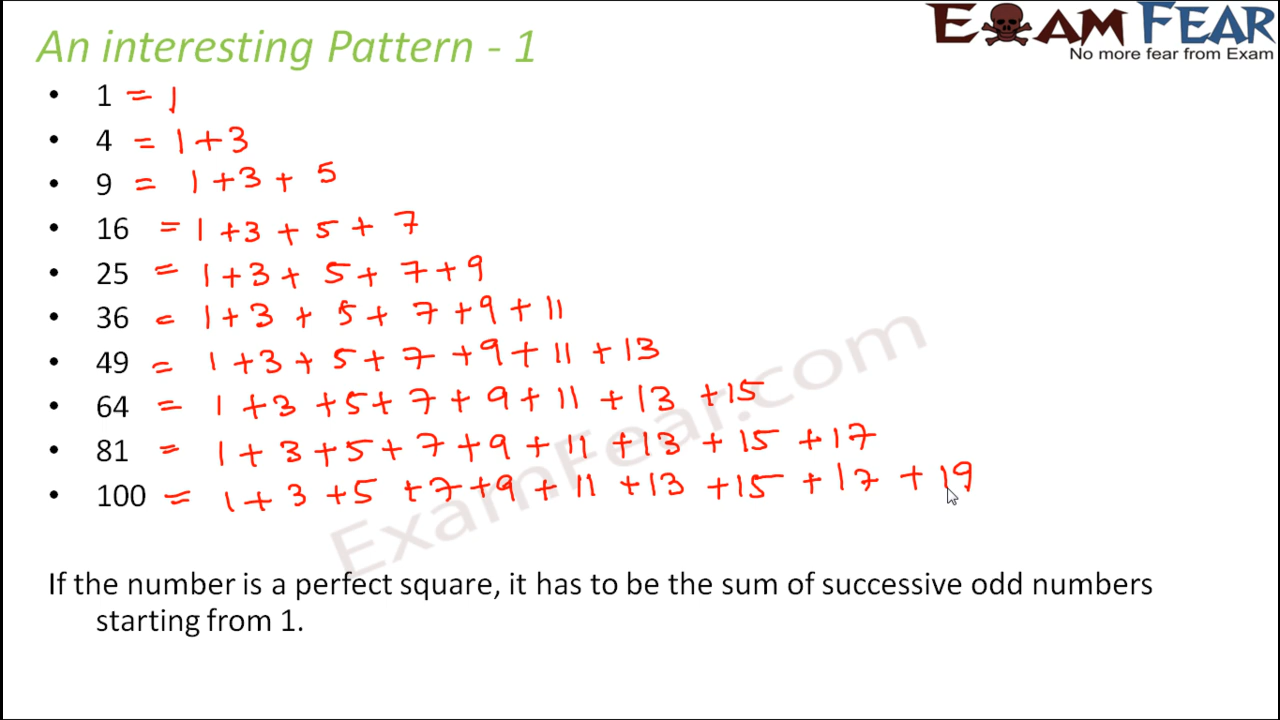 An interesting Pattern - 1
EXAM FEAR
No more fear from Exam
• 1 = 1
• 4 = 1+3
• 9 = 1+3+ 5
• 16 = 1+3+5+ 7
• 25 = 1+3+ 5+ 7+9
• 36 = 1+3 + 5+ 7+9+11
• 49 = 1+3+5+7 +9+11+13
• 64 = 1+3 +5+7+9+11+13 +15
• 81 = 1+3+5+7+9+11+13+15+17
• 100 = 1+3+5+7+9+11+13+15+17+19
ExamFear.com
If the number is a perfect square, it has to be the sum of successive odd numbers
starting from 1.